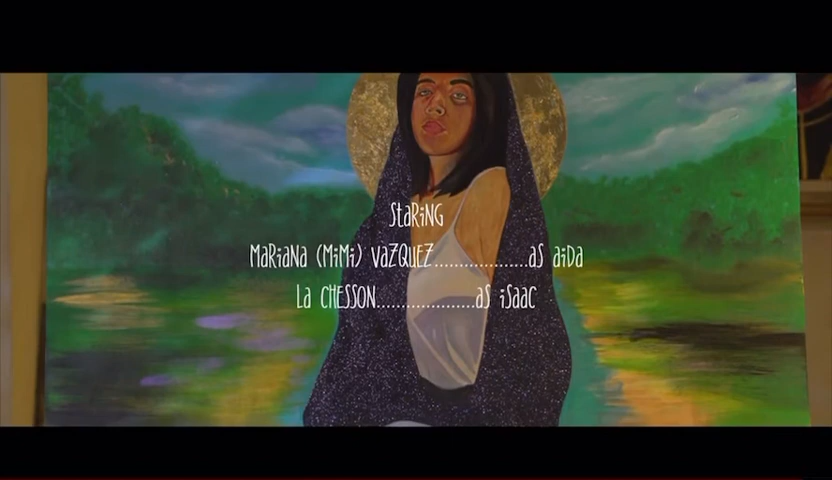 StaRiNG
MaRiaNa (MiMi) VaZQUEZ...................aS aiDa
La CHESSON....................aS iSaaC